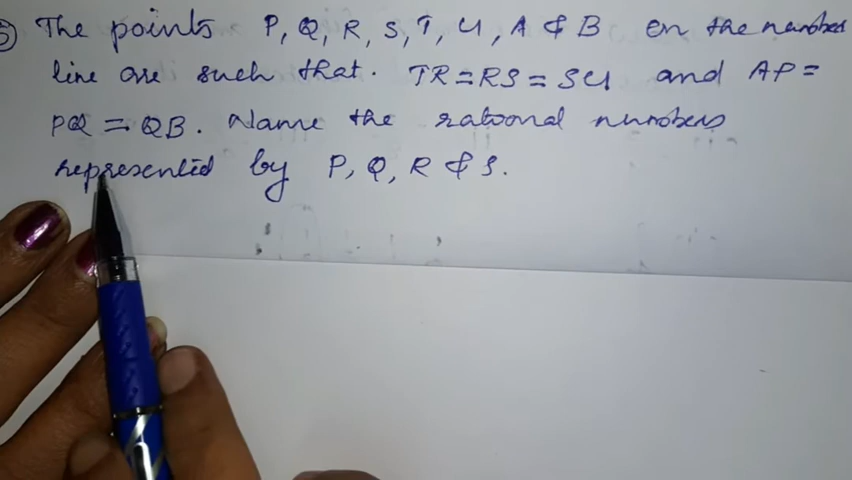 5) The points P, Q, R, S, T, U, A & B on the number
line are such that. TR=RS=SU and AP=
PQ=QB. Name the rational numbers
represented by P, Q, R & S.